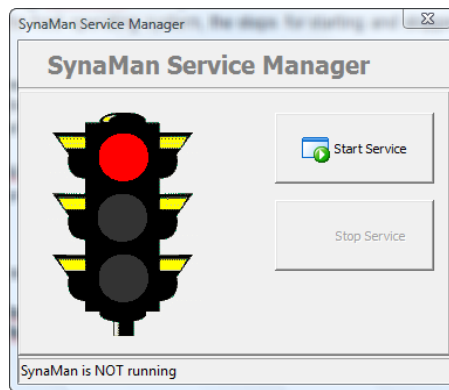 SynaMan Service Manager
SynaMan Service Manager
Start Service
Stop Service
SynaMan is NOT running